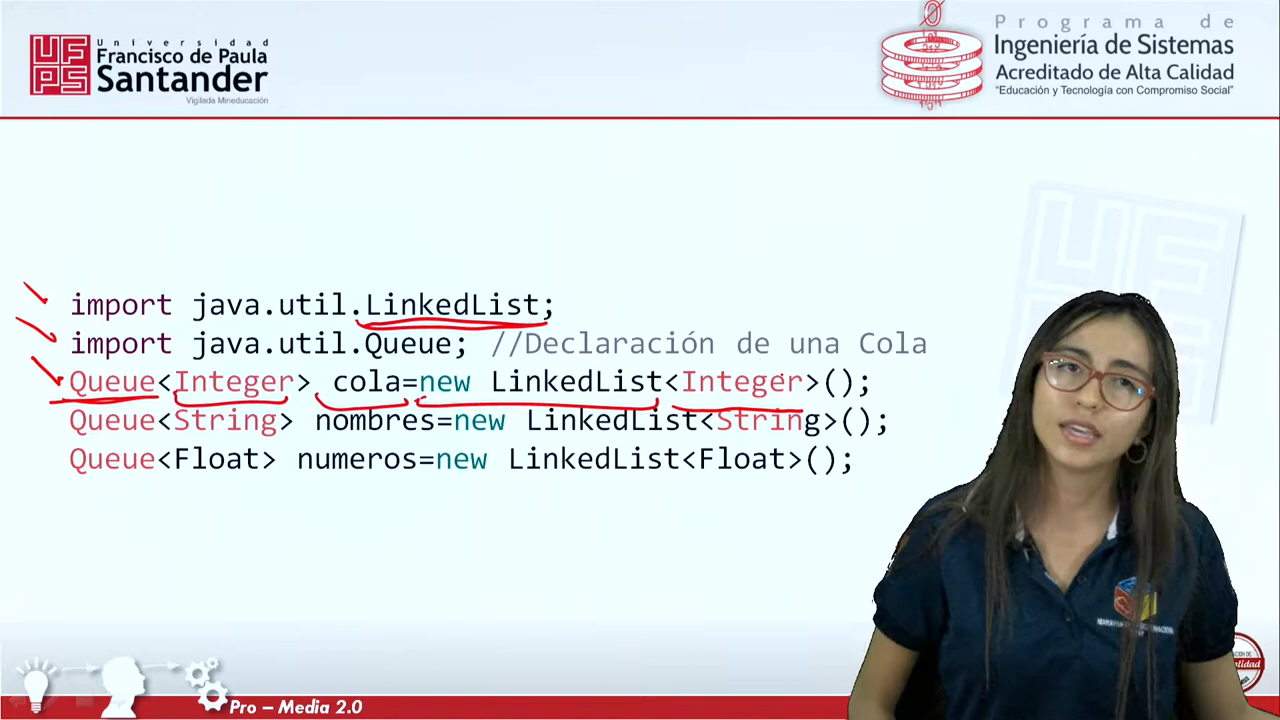 UFPS
Universidad
Francisco de Paula
Santander
Vigilada Mineducación
Programa de
Ingeniería de Sistemas
Acreditado de Alta Calidad
"Educación y Tecnología con Compromiso Social"
import java.util.LinkedList;
import java.util.Queue; //Declaración de una Cola
Queue<Integer> cola=new LinkedList<Integer>();
Queue<String> nombres=new LinkedList<String>();
Queue<Float> numeros=new LinkedList<Float>();
Pro – Media 2.0